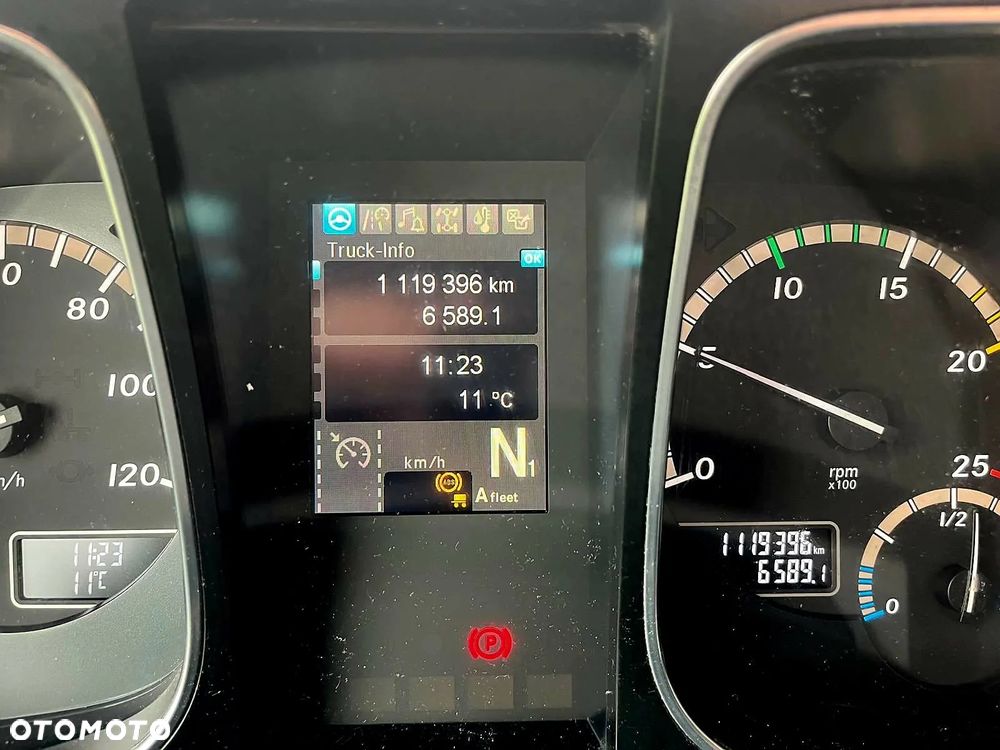 Truck-Info
OK
1 119 396 km
6 589.1
11:23
11 °C
km/h
N1
ABS
A fleet
80
100
120
11:23
11°C
5
10
15
20
25
0
rpm
x100
1119396 km
6589.1
1/2
0
P
OTOMOTO